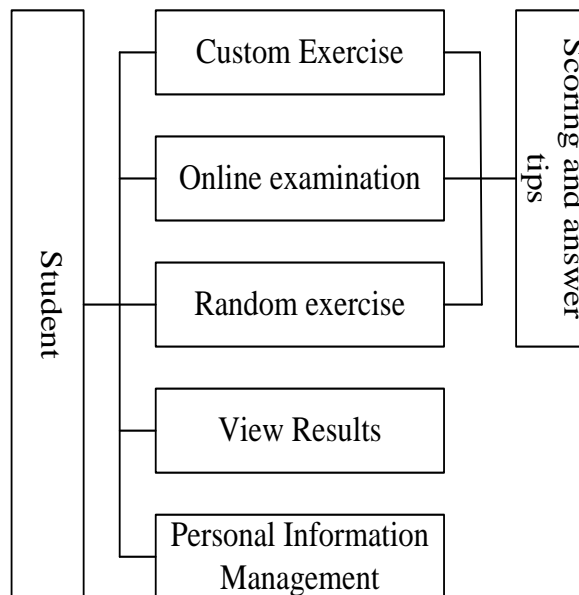 Student
Custom Exercise
Online examination
Random exercise
View Results
Personal Information
Management
Scoring and answer
tips